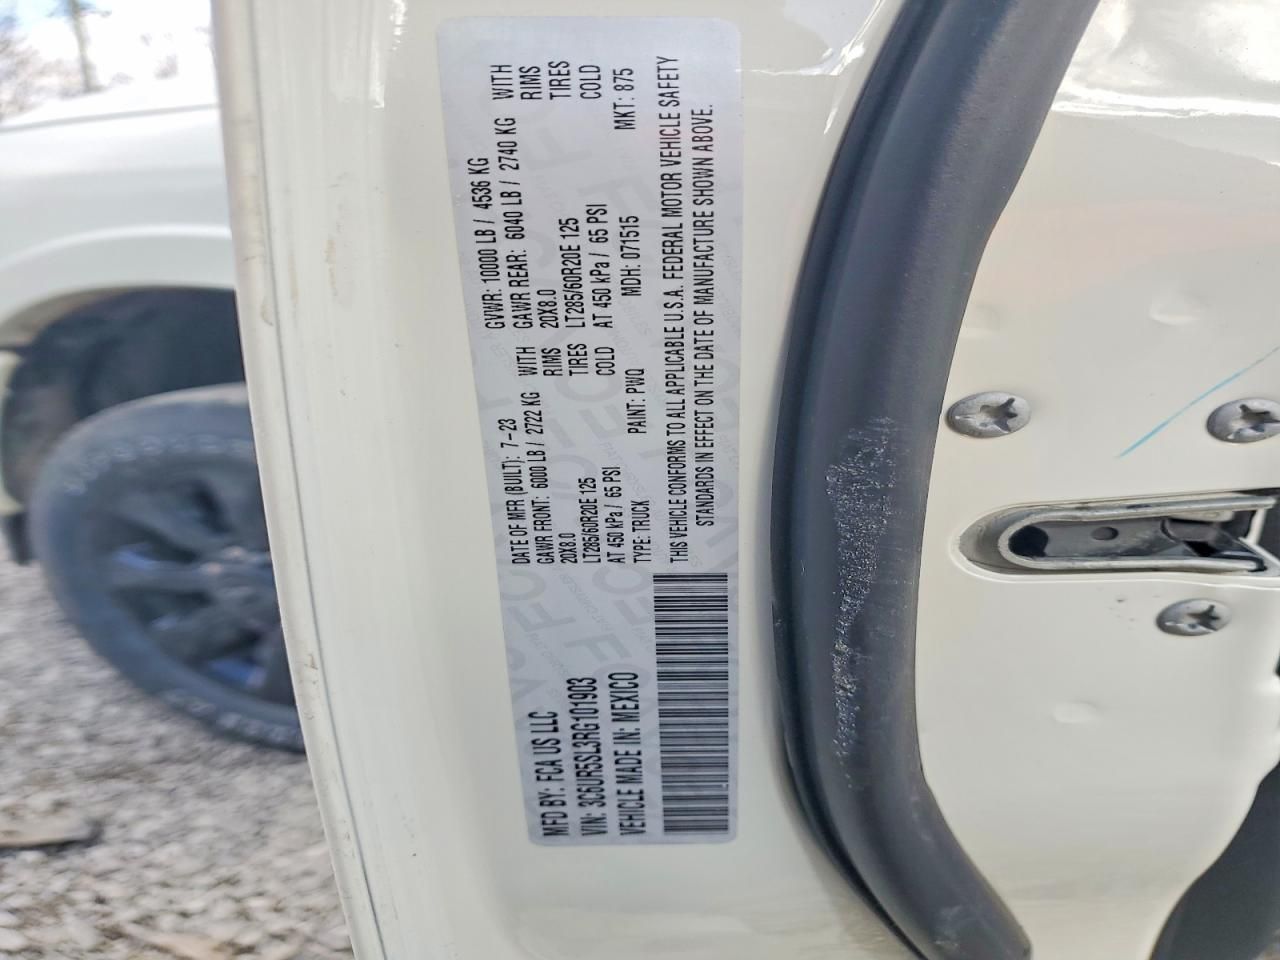 MFD BY: FCA US LLC
DATE OF MFR (BUILT): 7-23
GVWR: 10000 LB / 4536 KG
GAWR FRONT: 6000 LB / 2722 KG WITH
GAWR REAR: 6040 LB / 2740 KG WITH
20X8.0 RIMS
20X8.0 RIMS
LT285/60R20E 125 TIRES
LT285/60R20E 125 TIRES
AT 450 kPa / 65 PSI COLD
AT 450 kPa / 65 PSI COLD
VIN: 3C6UR5SL3RG101903
TYPE: TRUCK
PAINT: PWQ
MDH: 071515
MKT: 875
VEHICLE MADE IN: MEXICO
THIS VEHICLE CONFORMS TO ALL APPLICABLE U.S.A. FEDERAL MOTOR VEHICLE SAFETY
STANDARDS IN EFFECT ON THE DATE OF MANUFACTURE SHOWN ABOVE.